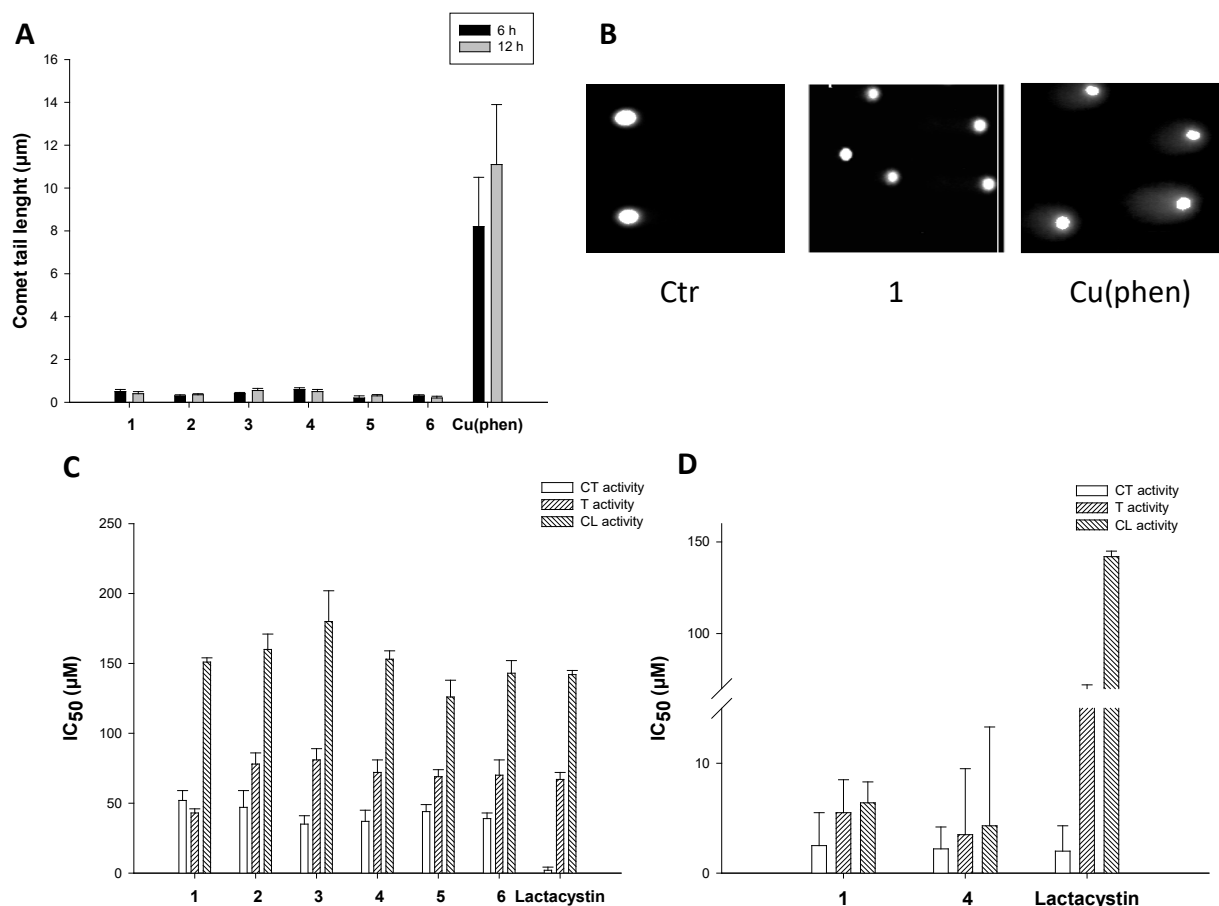 A
6 h
12 h
Comet tail lenght (µm)
16
14
12
10
8
6
4
2
0
1 2 3 4 5 6 Cu(phen)
B
Ctr 1 Cu(phen)
C
CT activity
T activity
CL activity
IC50 (µM)
250
200
150
100
50
0
1 2 3 4 5 6 Lactacystin
D
CT activity
T activity
CL activity
IC50 (µM)
150
100
10
0
1 4 Lactacystin